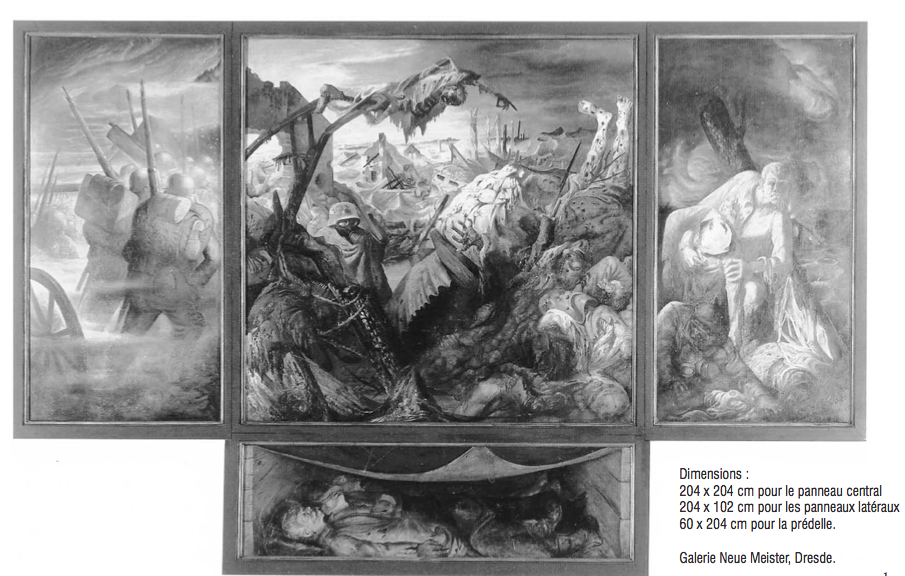 Dimensions :
204 x 204 cm pour le panneau central
204 x 102 cm pour les panneaux latéraux
60 x 204 cm pour la prédelle.
Galerie Neue Meister, Dresde.
1